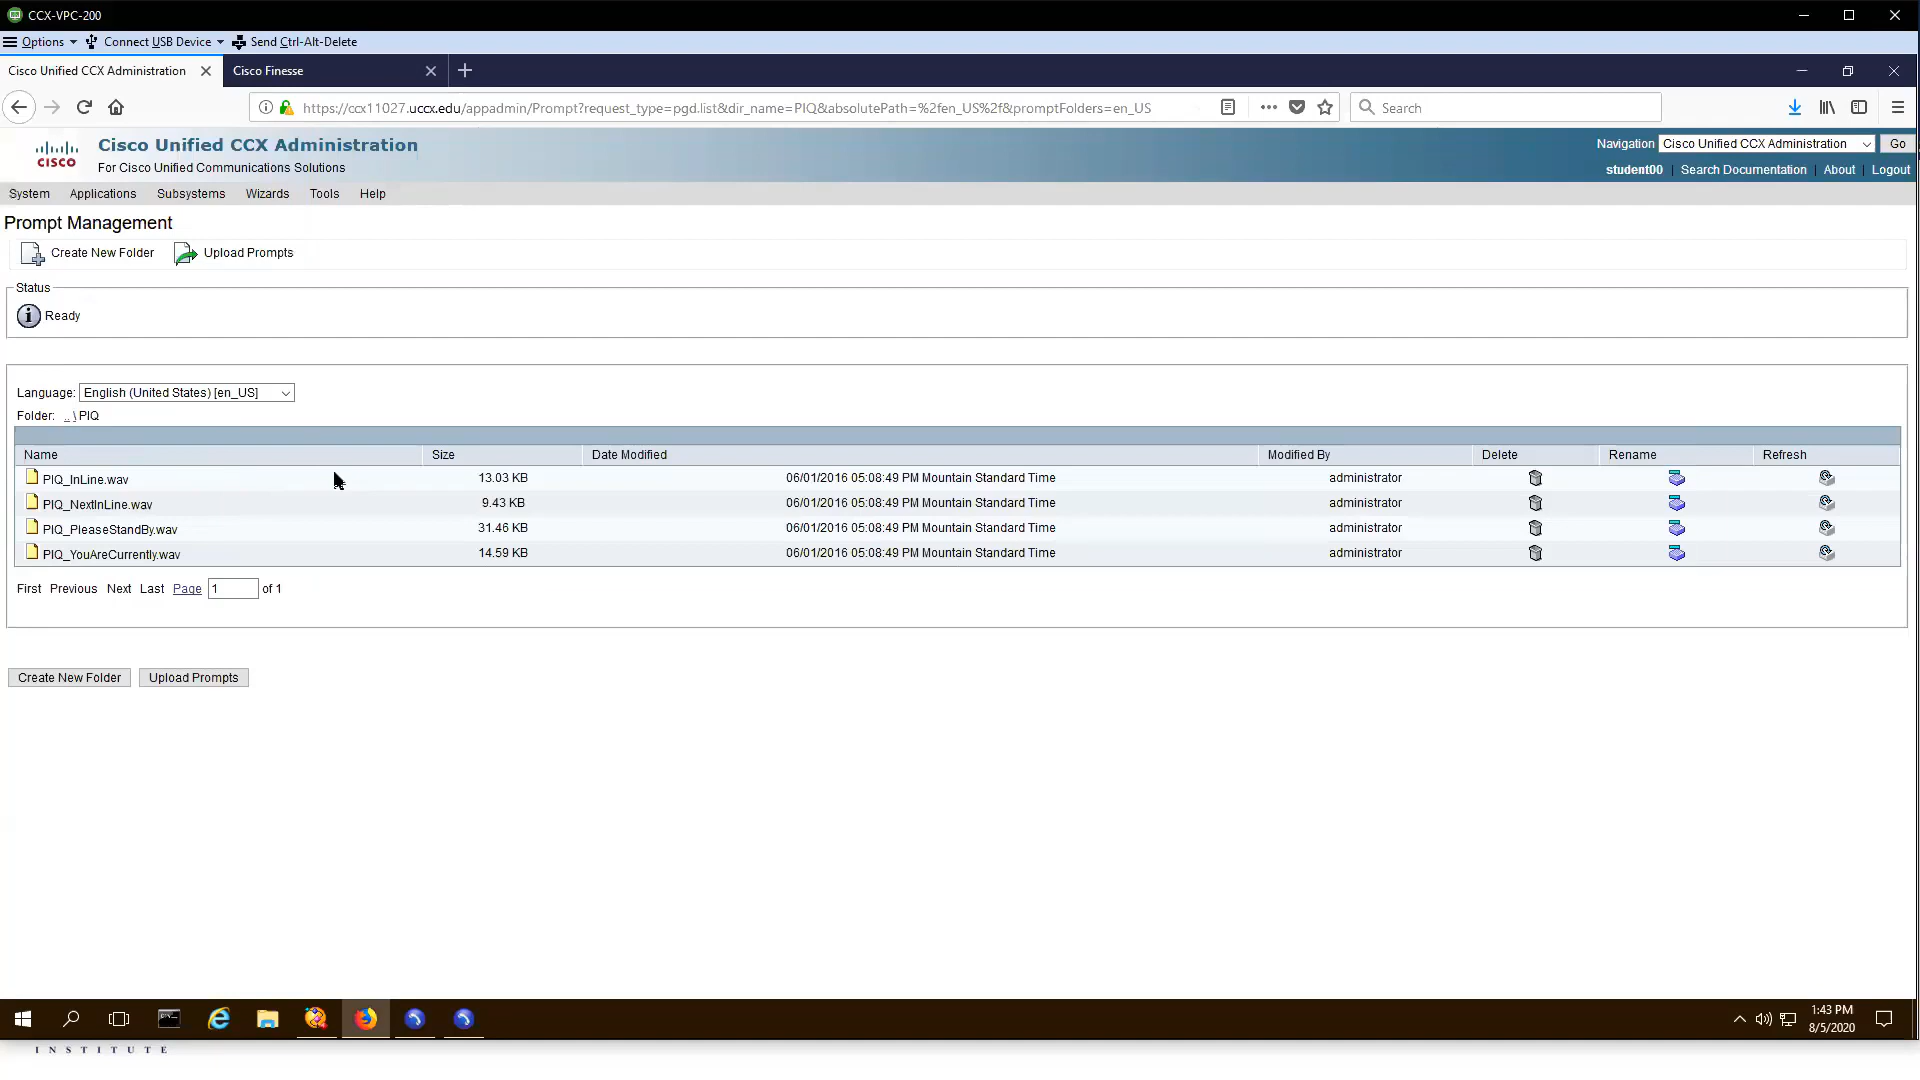 CCX-VPC-200
Options Connect USB Device Send Ctrl-Alt-Delete
Cisco Unified CCX Administration Cisco Finesse
https://ccx11027.uccx.edu/appadmin/Prompt?request_type=pgd.list&dir_name=PIQ&absolutePath=%2fen_US%2f&promptFolders=en_US Search
CISCO
Cisco Unified CCX Administration
For Cisco Unified Communications Solutions
Navigation Cisco Unified CCX Administration Go
student00 | Search Documentation | About | Logout
System Applications Subsystems Wizards Tools Help
Prompt Management
Create New Folder Upload Prompts
Status
Ready
Language: English (United States) [en_US]
Folder: .. \ PIQ
Name Size Date Modified Modified By Delete Rename Refresh
PIQ_InLine.wav 13.03 KB 06/01/2016 05:08:49 PM Mountain Standard Time administrator
PIQ_NextInLine.wav 9.43 KB 06/01/2016 05:08:49 PM Mountain Standard Time administrator
PIQ_PleaseStandBy.wav 31.46 KB 06/01/2016 05:08:49 PM Mountain Standard Time administrator
PIQ_YouAreCurrently.wav 14.59 KB 06/01/2016 05:08:49 PM Mountain Standard Time administrator
First Previous Next Last Page 1 of 1
Create New Folder Upload Prompts
1:43 PM
8/5/2020
INSTITUTE